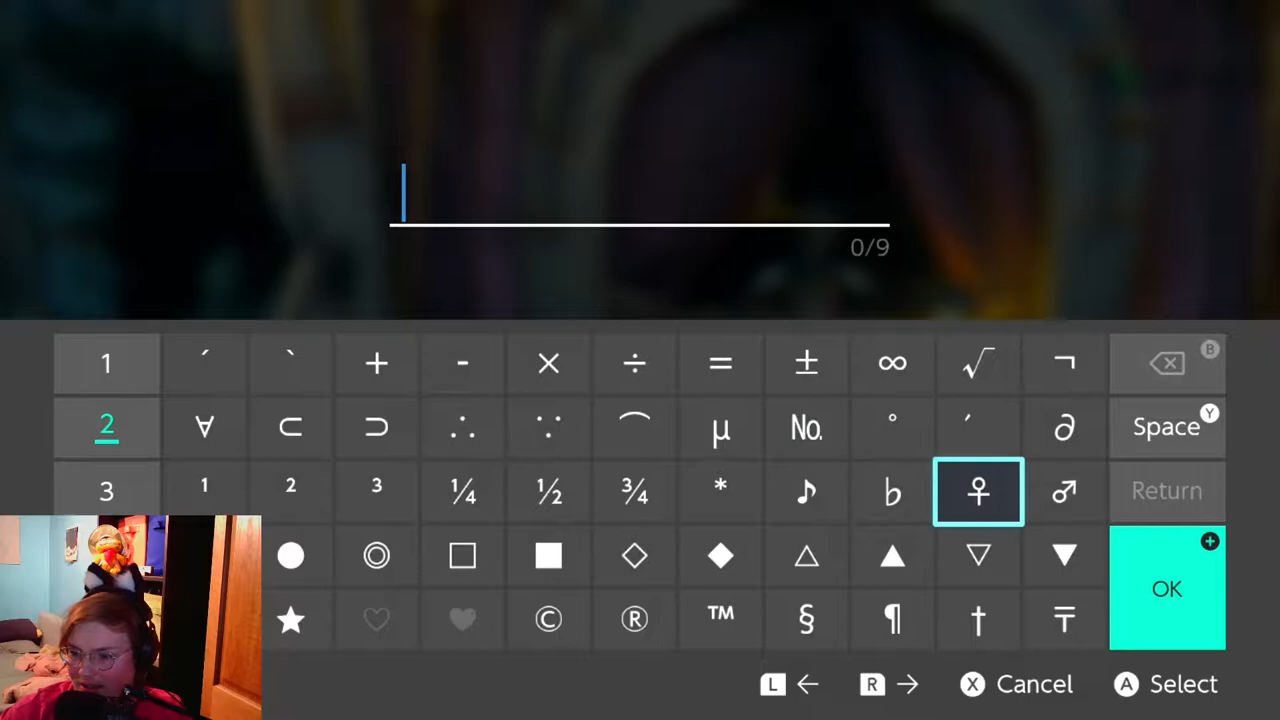 0/9
1 ´ ` + - × ÷ = ± ∞ √ ¬ B
2 ∀ ⊂ ⊃ ∴ ∵ ⌒ µ № ° ′ ∂ Space Y
3 ¹ ² ³ ¼ ½ ¾ * ♪ ♭ ♀ ♂ Return
● ◎ □ ■ ◇ ◆ △ ▲ ▽ ▼ OK +
★ ♡ ♥ © ® ™ § ¶ † 〒
L ← R → X Cancel A Select